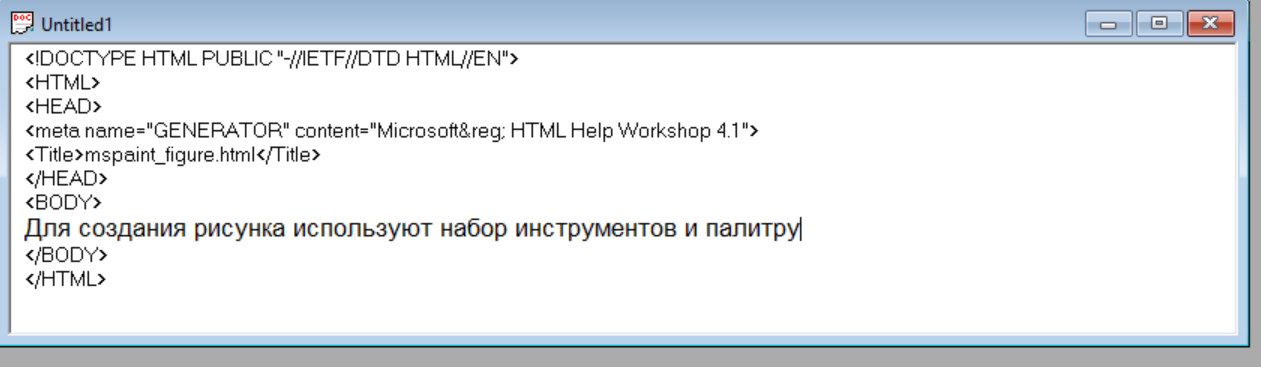 Untitled1
<!DOCTYPE HTML PUBLIC "-//IETF//DTD HTML//EN">
<HTML>
<HEAD>
<meta name="GENERATOR" content="Microsoft&reg; HTML Help Workshop 4.1">
<Title>mspaint_figure.html</Title>
</HEAD>
<BODY>
Для создания рисунка используют набор инструментов и палитру
</BODY>
</HTML>